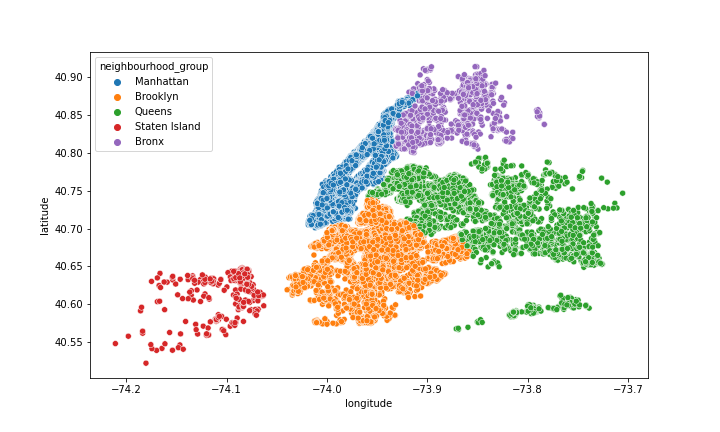 neighbourhood_group
Manhattan
Brooklyn
Queens
Staten Island
Bronx
latitude
40.90
40.85
40.80
40.75
40.70
40.65
40.60
40.55
−74.2 −74.1 −74.0 −73.9 −73.8 −73.7
longitude